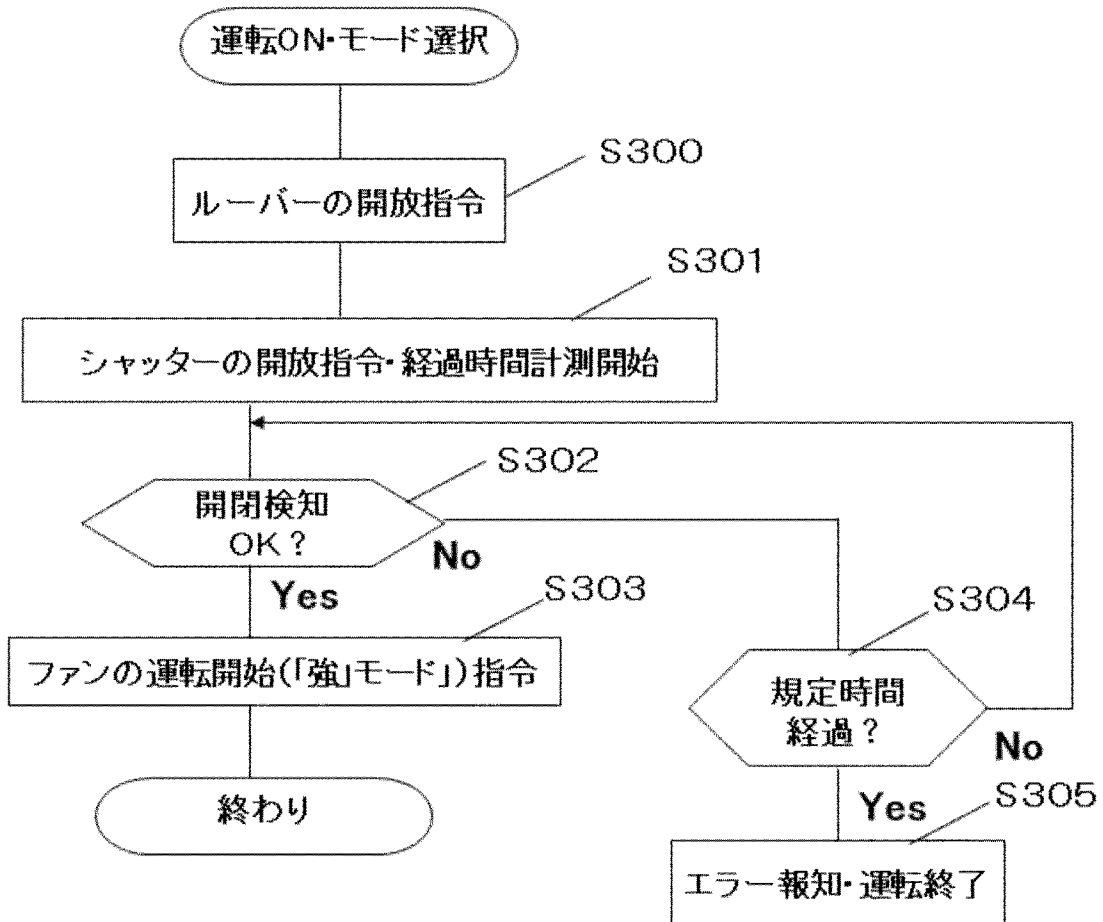 運転ON・モード選択
S300
ルーバーの開放指令
S301
シャッターの開放指令・経過時間計測開始
S302
開閉検知
OK？
No
Yes
S303
ファンの運転開始(「強」モード」)指令
S304
規定時間
経過？
No
終わり
Yes
S305
エラー報知・運転終了